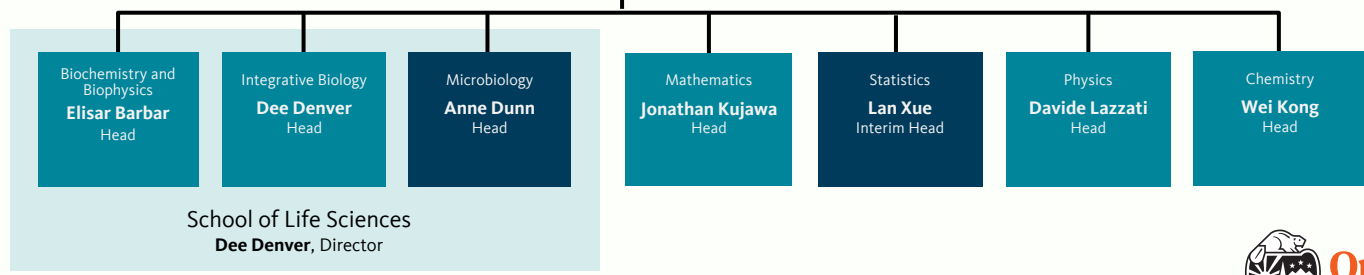 Biochemistry and
Biophysics
Elisar Barbar
Head
Integrative Biology
Dee Denver
Head
Microbiology
Anne Dunn
Head
Mathematics
Jonathan Kujawa
Head
Statistics
Lan Xue
Interim Head
Physics
Davide Lazzati
Head
Chemistry
Wei Kong
Head
School of Life Sciences
Dee Denver, Director